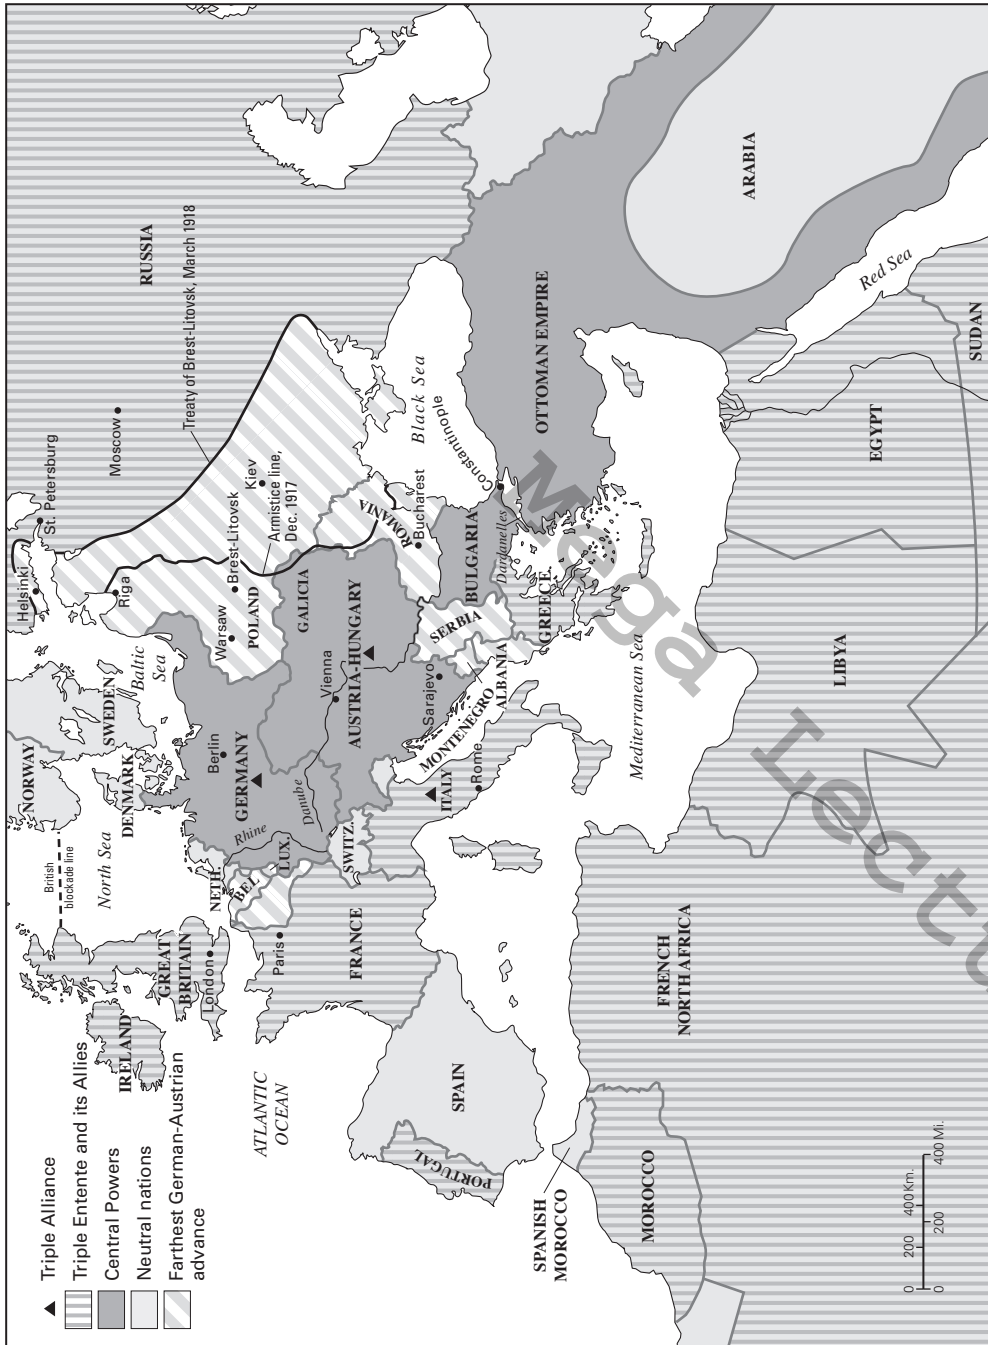 Triple Alliance
Triple Entente and its Allies
Central Powers
Neutral nations
Farthest German-Austrian
advance
NORWAY
SWEDEN
Helsinki
St. Petersburg
RUSSIA
Moscow
Treaty of Brest-Litovsk, March 1918
British
blockade line
North Sea
DENMARK
Baltic
Sea
Riga
IRELAND
GREAT
BRITAIN
London
NETH.
BEL
LUX.
Rhine
Berlin
GERMANY
Warsaw
POLAND
Brest-Litovsk
Kiev
Armistice line,
Dec. 1917
ATLANTIC
OCEAN
Paris
FRANCE
SWITZ.
Danube
Vienna
AUSTRIA-HUNGARY
GALICIA
ROMANIA
Bucharest
Black Sea
Constantinople
Sarajevo
SERBIA
BULGARIA
MONTENEGRO
ALBANIA
ITALY
Rome
Dardanelles
GREECE
OTTOMAN EMPIRE
PORTUGAL
SPAIN
SPANISH
MOROCCO
MOROCCO
Mediterranean Sea
FRENCH
NORTH AFRICA
LIBYA
EGYPT
SUDAN
Red Sea
ARABIA
0 200 400 Km.
0 200 400 Mi.
Mega
Lectu